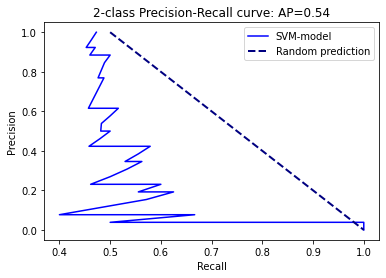 2-class Precision-Recall curve: AP=0.54
SVM-model
Random prediction
Precision
1.0
0.8
0.6
0.4
0.2
0.0
0.4 0.5 0.6 0.7 0.8 0.9 1.0
Recall